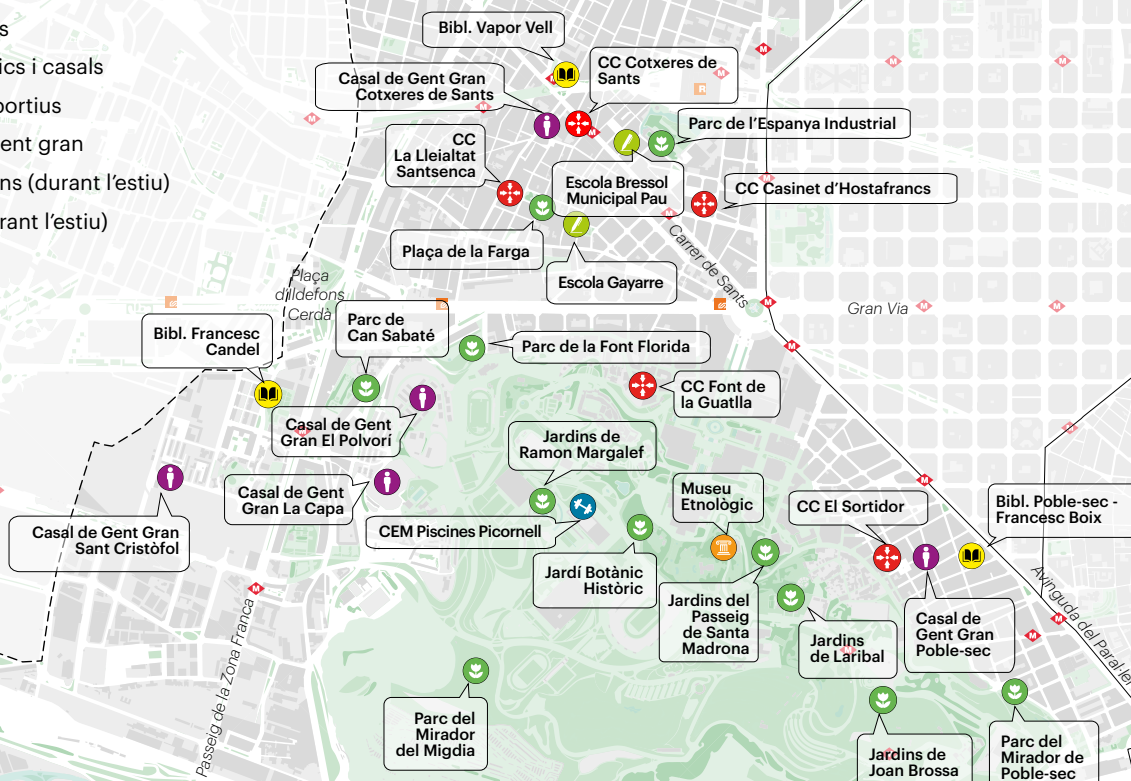 s
ics i casals
portius
ent gran
ns (durant l'estiu)
rant l'estiu)
Bibl. Vapor Vell
CC Cotxeres de
Sants
Casal de Gent Gran
Cotxeres de Sants
R
Parc de l'Espanya Industrial
CC
La Lleialtat
Santsenca
Escola Bressol
Municipal Pau
CC Casinet d'Hostafrancs
Plaça de la Farga
Escola Gayarre
Carrer de Sants
Plaça
d'Ildefons
Cerdà
Gran Via
Bibl. Francesc
Candel
Parc de
Can Sabaté
Parc de la Font Florida
CC Font de
la Guatlla
Casal de Gent
Gran El Polvorí
Jardins de
Ramon Margalef
Casal de Gent
Gran La Capa
Museu
Etnològic
CC El Sortidor
Bibl. Poble-sec -
Francesc Boix
CEM Piscines Picornell
Casal de Gent Gran
Sant Cristòfol
Jardí Botànic
Històric
Jardins del
Passeig
de Santa
Madrona
Jardins
de Laribal
Casal de
Gent Gran
Poble-sec
Avinguda del Paral·lel
Passeig de la Zona Franca
Parc del
Mirador
del Migdia
Jardins de
Joan Brossa
Parc del
Mirador de
Poble-sec